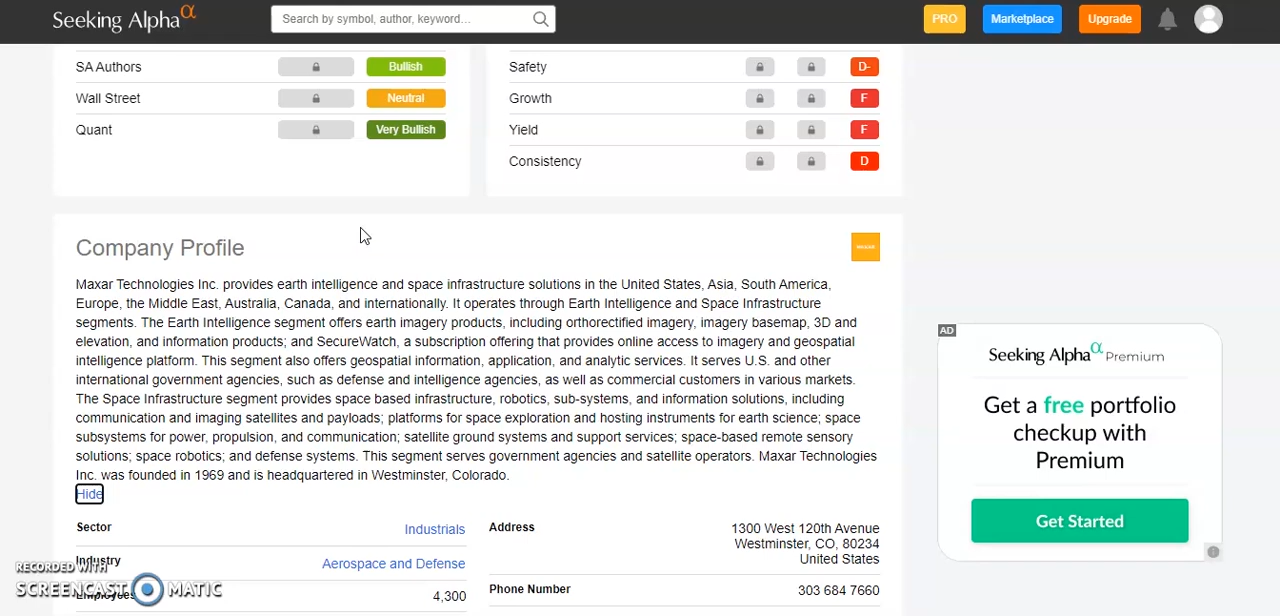 Seeking Alpha α
Search by symbol, author, keyword...
PRO
Marketplace
Upgrade
SA Authors
Bullish
Wall Street
Neutral
Quant
Very Bullish
Safety
D-
Growth
F
Yield
F
Consistency
D
Company Profile
Maxar Technologies Inc. provides earth intelligence and space infrastructure solutions in the United States, Asia, South America,
Europe, the Middle East, Australia, Canada, and internationally. It operates through Earth Intelligence and Space Infrastructure
segments. The Earth Intelligence segment offers earth imagery products, including orthorectified imagery, imagery basemap, 3D and
elevation, and information products; and SecureWatch, a subscription offering that provides online access to imagery and geospatial
intelligence platform. This segment also offers geospatial information, application, and analytic services. It serves U.S. and other
international government agencies, such as defense and intelligence agencies, as well as commercial customers in various markets.
The Space Infrastructure segment provides space based infrastructure, robotics, sub-systems, and information solutions, including
communication and imaging satellites and payloads; platforms for space exploration and hosting instruments for earth science; space
subsystems for power, propulsion, and communication; satellite ground systems and support services; space-based remote sensory
solutions; space robotics; and defense systems. This segment serves government agencies and satellite operators. Maxar Technologies
Inc. was founded in 1969 and is headquartered in Westminster, Colorado.
Hide
Sector
Industrials
Industry
Aerospace and Defense
Employees
4,300
Address
1300 West 120th Avenue
Westminster, CO, 80234
United States
Phone Number
303 684 7660
AD
Seeking Alpha α Premium
Get a free portfolio
checkup with
Premium
Get Started
RECORDED WITH
SCREENCAST MATIC